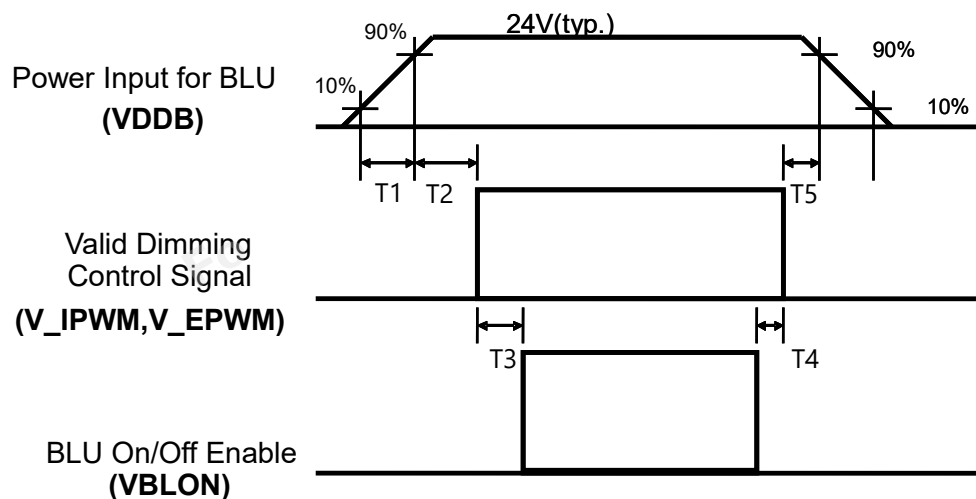 24V(typ.)
90%
90%
Power Input for BLU
10%
10%
(VDDB)
T1
T2
T5
Valid Dimming
Control Signal
(V_IPWM,V_EPWM)
T3
T4
BLU On/Off Enable
(VBLON)